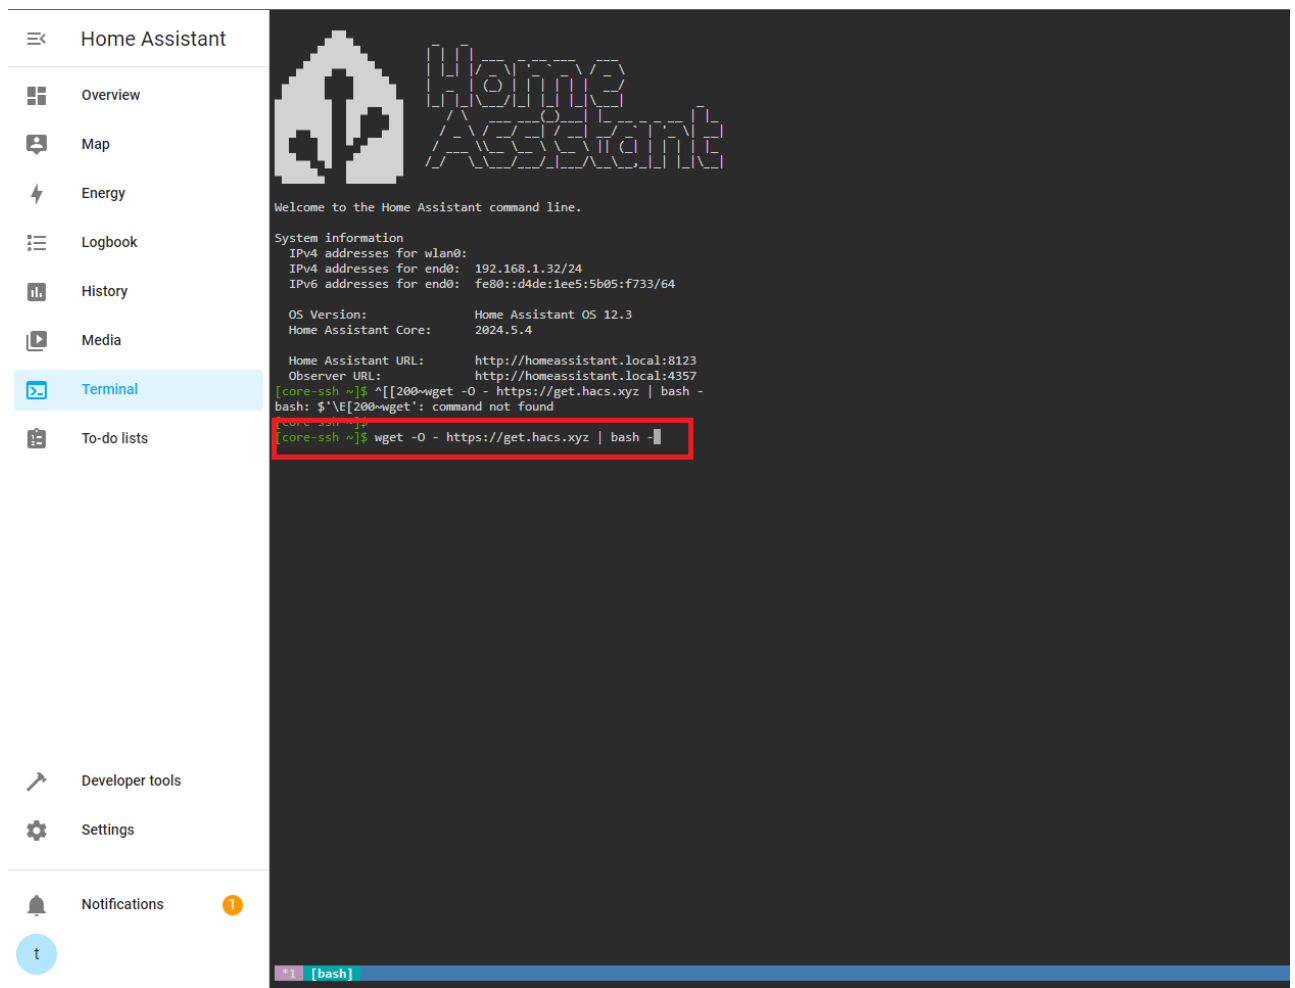 Home Assistant
Overview
Map
Energy
Logbook
History
Media
Terminal
To-do lists
Developer tools
Settings
Notifications 1
t
Home
Assistant
Welcome to the Home Assistant command line.
System information
IPv4 addresses for wlan0:
IPv4 addresses for end0: 192.168.1.32/24
IPv6 addresses for end0: fe80::d4de:1ee5:5b05:f733/64
OS Version: Home Assistant OS 12.3
Home Assistant Core: 2024.5.4
Home Assistant URL: http://homeassistant.local:8123
Observer URL: http://homeassistant.local:4357
[core-ssh ~]$ ^[[200~wget -O - https://get.hacs.xyz | bash -
bash: $'\E[200~wget': command not found
[core-ssh ~]$
[core-ssh ~]$ wget -O - https://get.hacs.xyz | bash -
*1 [bash]